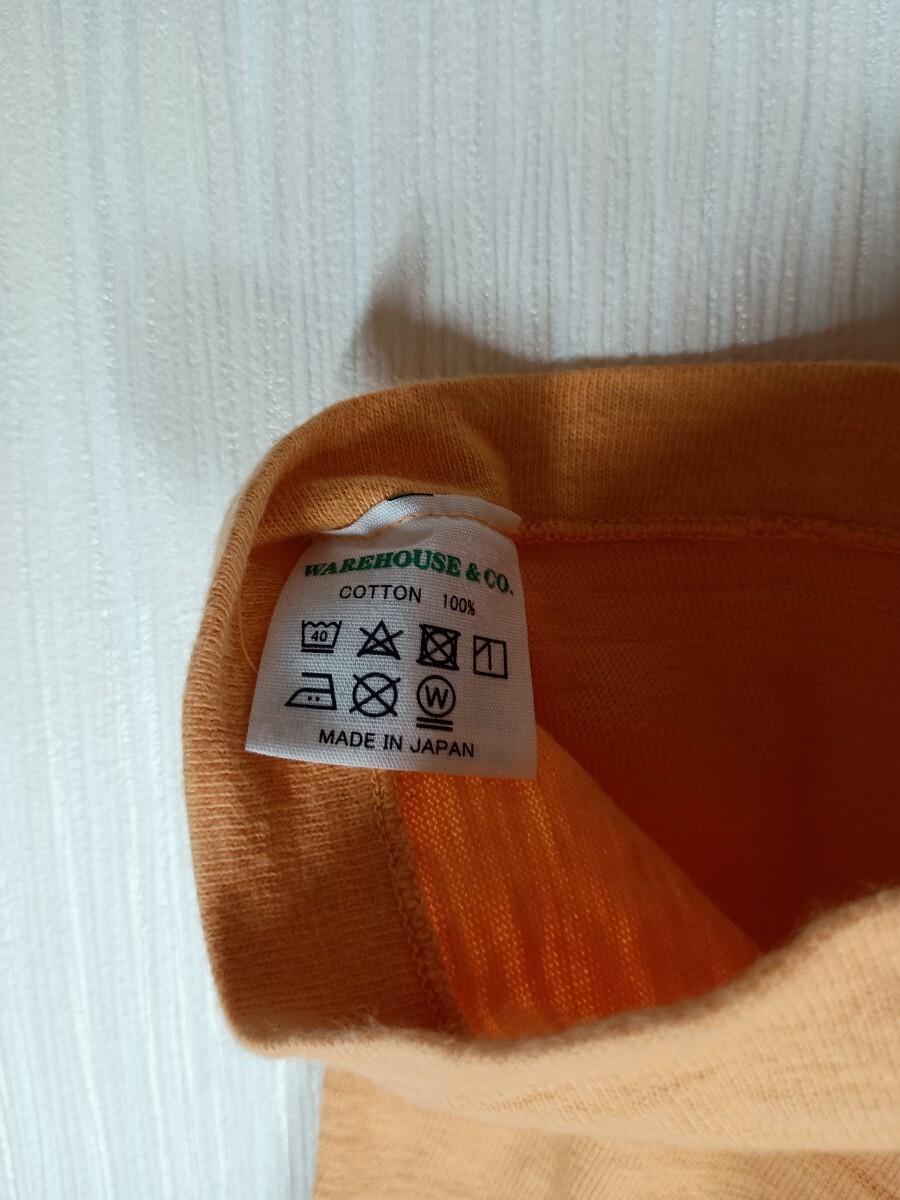 WAREHOUSE & CO.
COTTON 100%
40
W
MADE IN JAPAN